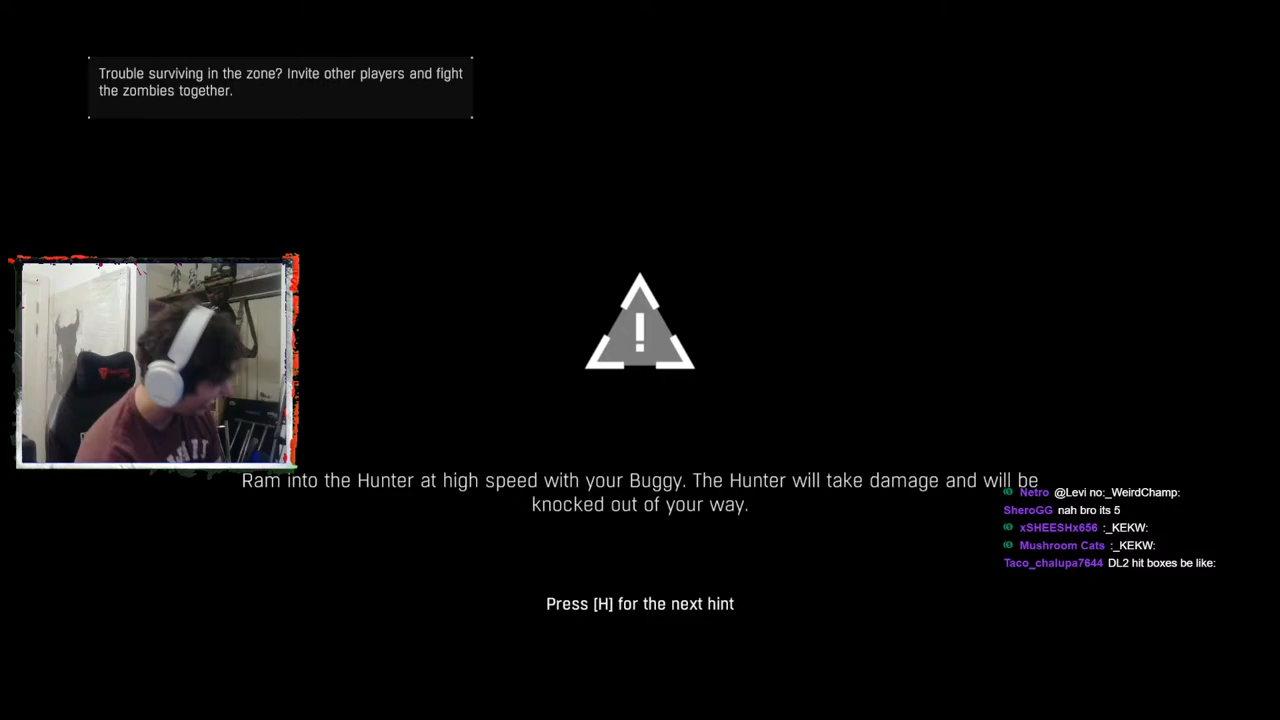 Trouble surviving in the zone? Invite other players and fight
the zombies together.
Ram into the Hunter at high speed with your Buggy. The Hunter will take damage and will be
knocked out of your way.
Netro @Levi no:_WeirdChamp:
SheroGG nah bro its 5
xSHEESHx656 :_KEKW:
Mushroom Cats :_KEKW:
Taco_chalupa7644 DL2 hit boxes be like:
Press [H] for the next hint